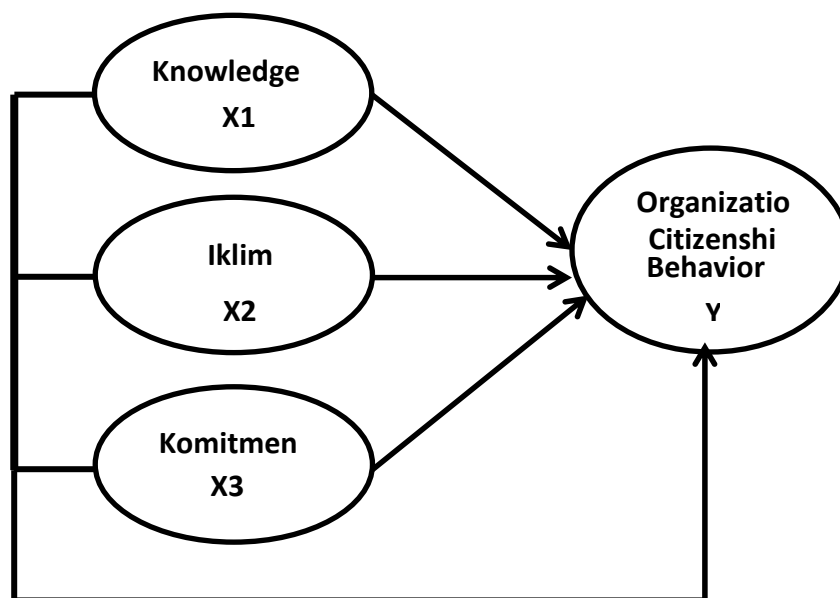 Knowledge
X1
Iklim
X2
Komitmen
X3
Organizatio
Citizenshi
Behavior
Y